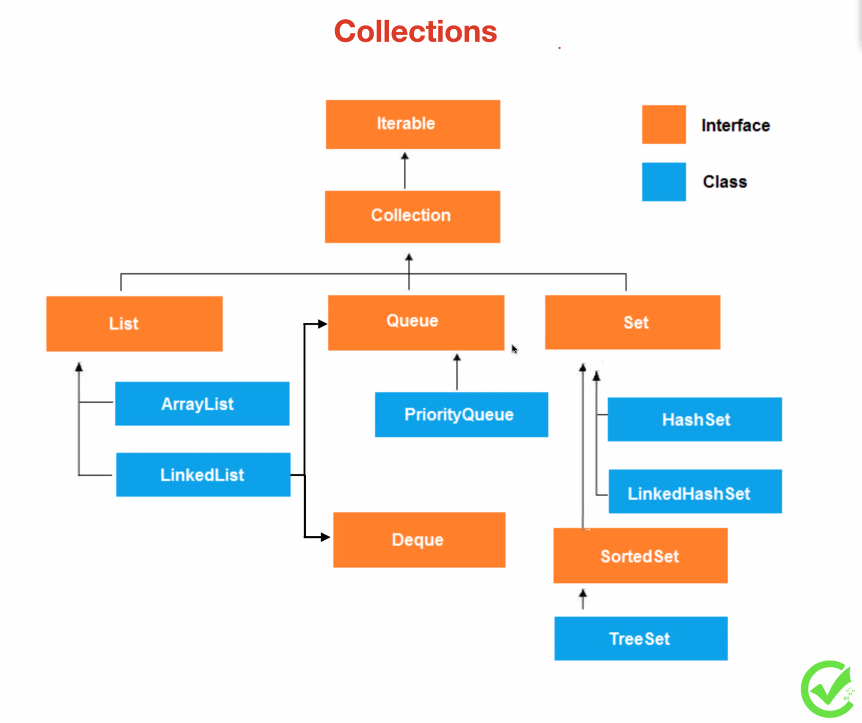 Collections
Iterable
Interface
Class
Collection
List
Queue
Set
ArrayList
PriorityQueue
HashSet
LinkedList
LinkedHashSet
Deque
SortedSet
TreeSet